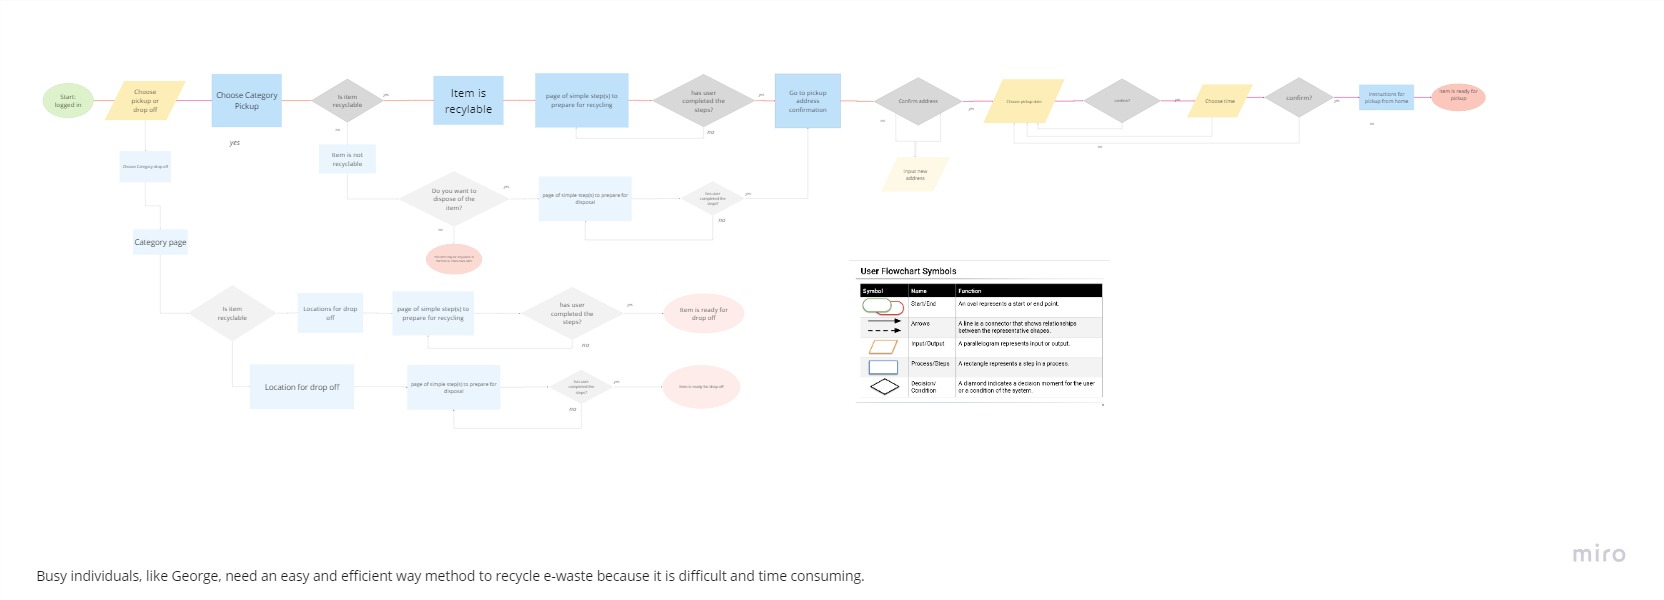 Start:
logged in
Choose
pickup or
drop off
Choose Category
Pickup
yes
Is item
recyclable
yes
no
Item is
recylable
page of simple step(s) to
prepare for recycling
has user
completed the
steps?
yes
no
Go to pickup
address
confirmation
Confirm address
yes
no
Input new
address
Choose pickup date
confirm?
yes
Choose time
confirm?
yes
no
Instructions for
pickup from home
Item is ready for
pickup
Choose Category drop off
Item is not
recyclable
Do you want to
dispose of the
item?
yes
no
page of simple step(s) to prepare for
disposal
has user
completed the
steps?
yes
no
Category page
Is item
recyclable
Locations for drop
off
page of simple step(s) to
prepare for recycling
has user
completed the
steps?
yes
no
Item is ready for
drop off
Location for drop off
page of simple step(s) to prepare for
disposal
has user
completed the
steps?
yes
no
Item is ready for drop off
User Flowchart Symbols
Symbol Name Function
Start/End An oval represents a start or end point.
Arrows A line is a connector that shows relationships
between the representative shapes.
Input/Output A parallelogram represents input or output.
Process/Steps A rectangle represents a step in a process.
Decision/
Condition
A diamond indicates a decision moment for the user
or a condition of the system.
miro
Busy individuals, like George, need an easy and efficient way method to recycle e-waste because it is difficult and time consuming.